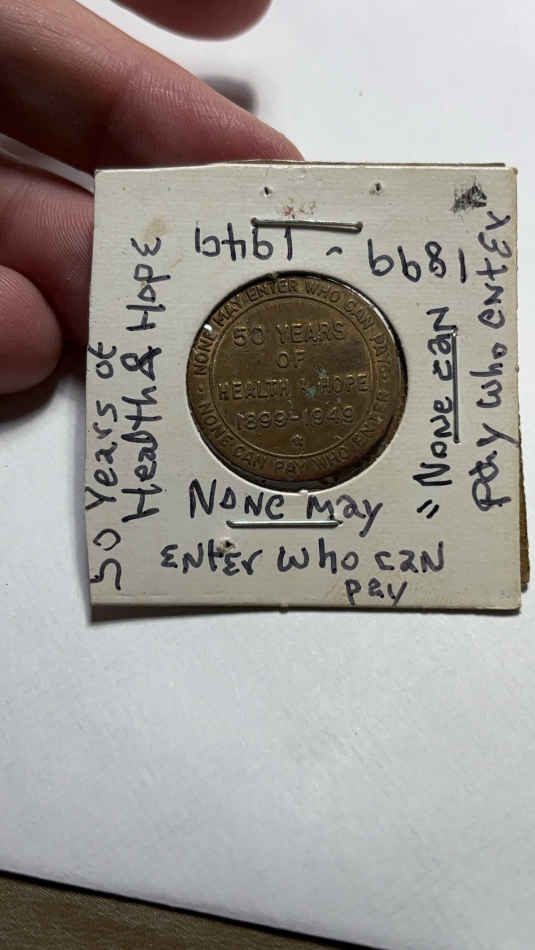 1899 - 1949
50 Years of
Health & Hope
NONE MAY ENTER WHO CAN PAY
50 YEARS
OF
HEALTH & HOPE
1899-1949
NONE CAN PAY WHO ENTER
NONE may
ENtEr who can
pay
"NoNe can
pay who entEr